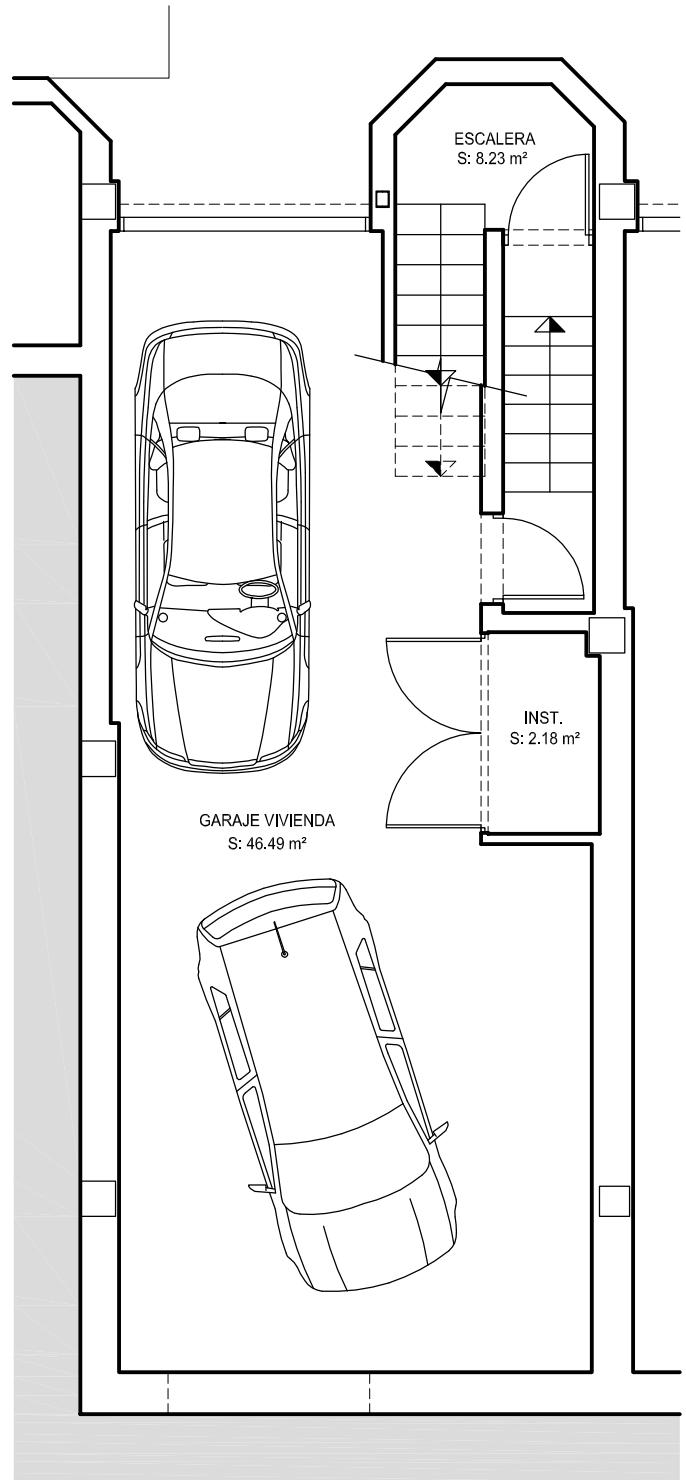 ESCALERA
S: 8.23 m²
INST.
S: 2.18 m²
GARAJE VIVIENDA
S: 46.49 m²